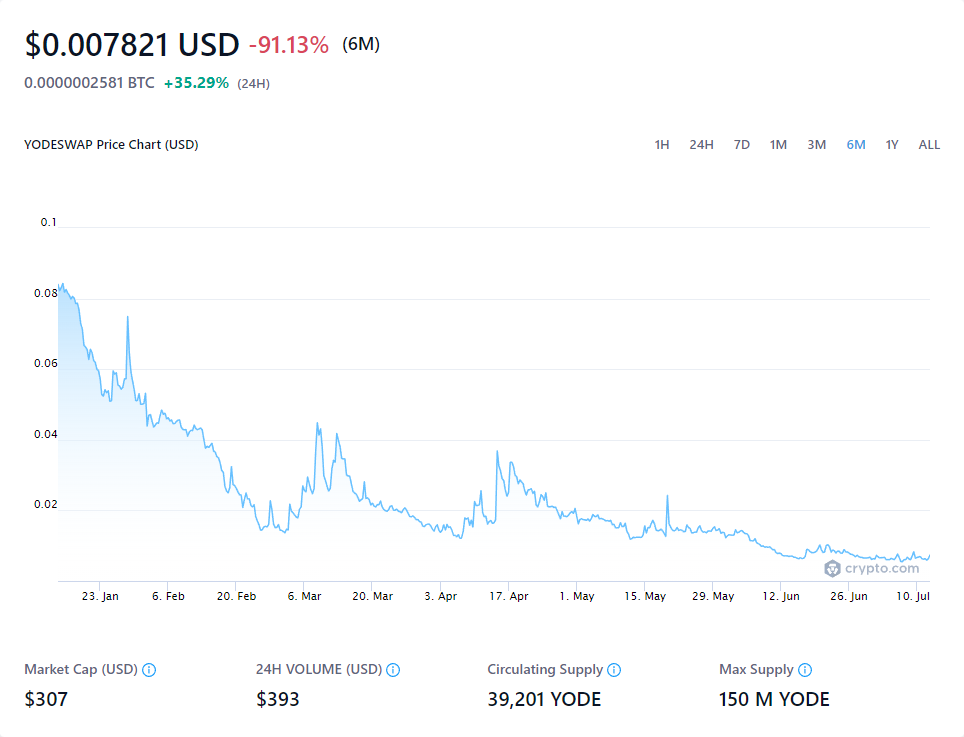 $0.007821 USD -91.13% (6M)
0.0000002581 BTC +35.29% (24H)
YODESWAP Price Chart (USD) 1H 24H 7D 1M 3M 6M 1Y ALL
0.1
0.08
0.06
0.04
0.02
crypto.com
23. Jan 6. Feb 20. Feb 6. Mar 20. Mar 3. Apr 17. Apr 1. May 15. May 29. May 12. Jun 26. Jun 10. Jul
Market Cap (USD) 24H VOLUME (USD) Circulating Supply Max Supply
$307 $393 39,201 YODE 150 M YODE